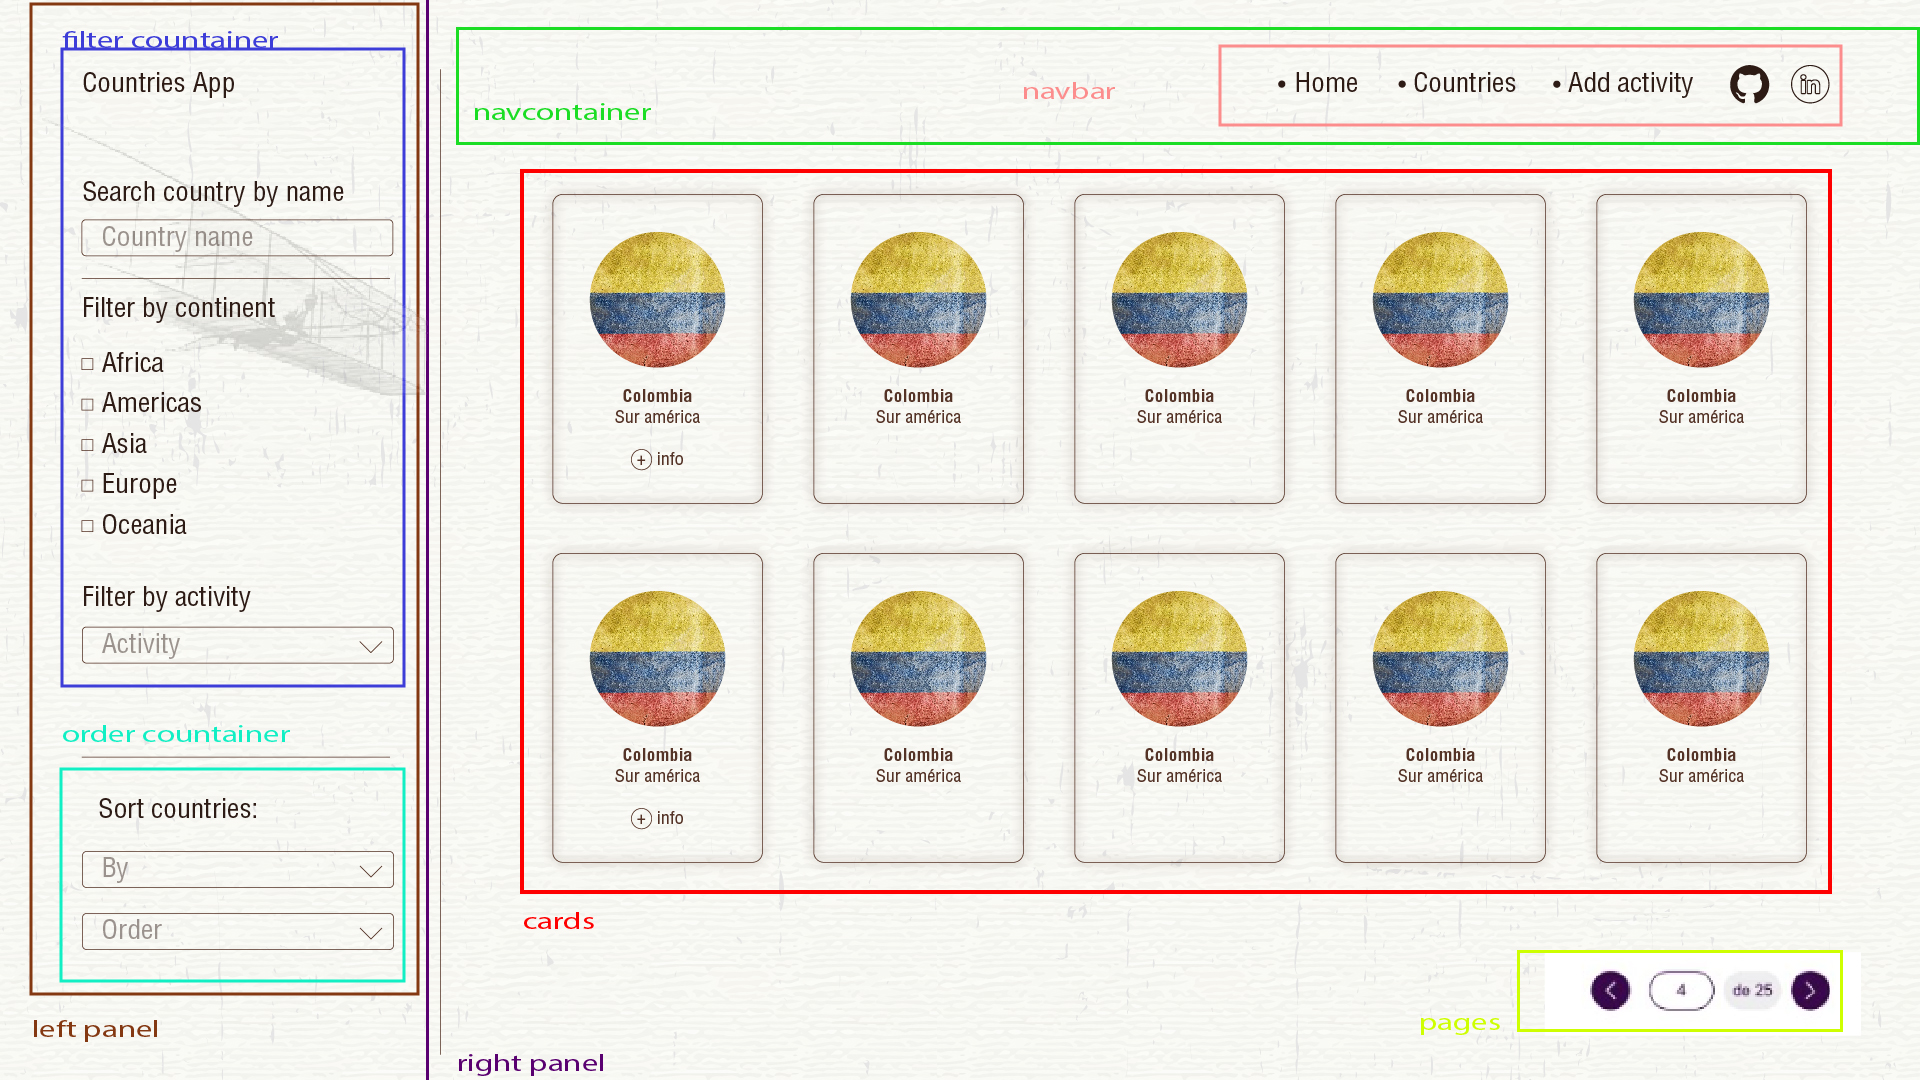 filter countainer
Countries App
Search country by name
Country name
Filter by continent
Africa
Americas
Asia
Europe
Oceania
Filter by activity
Activity
order countainer
Sort countries:
By
Order
left panel
navcontainer
navbar
• Home • Countries • Add activity in
Colombia Colombia Colombia Colombia Colombia
Sur américa Sur américa Sur américa Sur américa Sur américa
+ info
Colombia Colombia Colombia Colombia Colombia
Sur américa Sur américa Sur américa Sur américa Sur américa
+ info
cards
4 de 25
pages
right panel